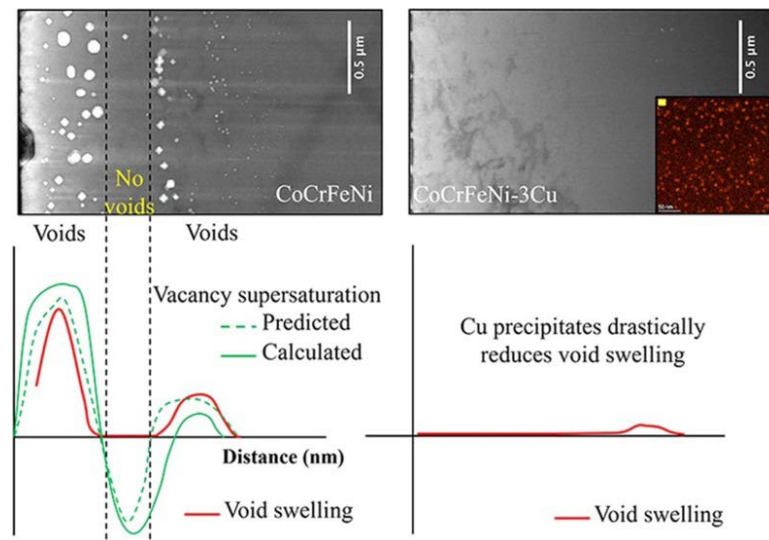 0.5 µm
No
voids
CoCrFeNi
0.5 µm
CoCrFeNi-3Cu
50 nm
Voids
Voids
Vacancy supersaturation
Predicted
Calculated
Distance (nm)
Void swelling
Cu precipitates drastically
reduces void swelling
Void swelling